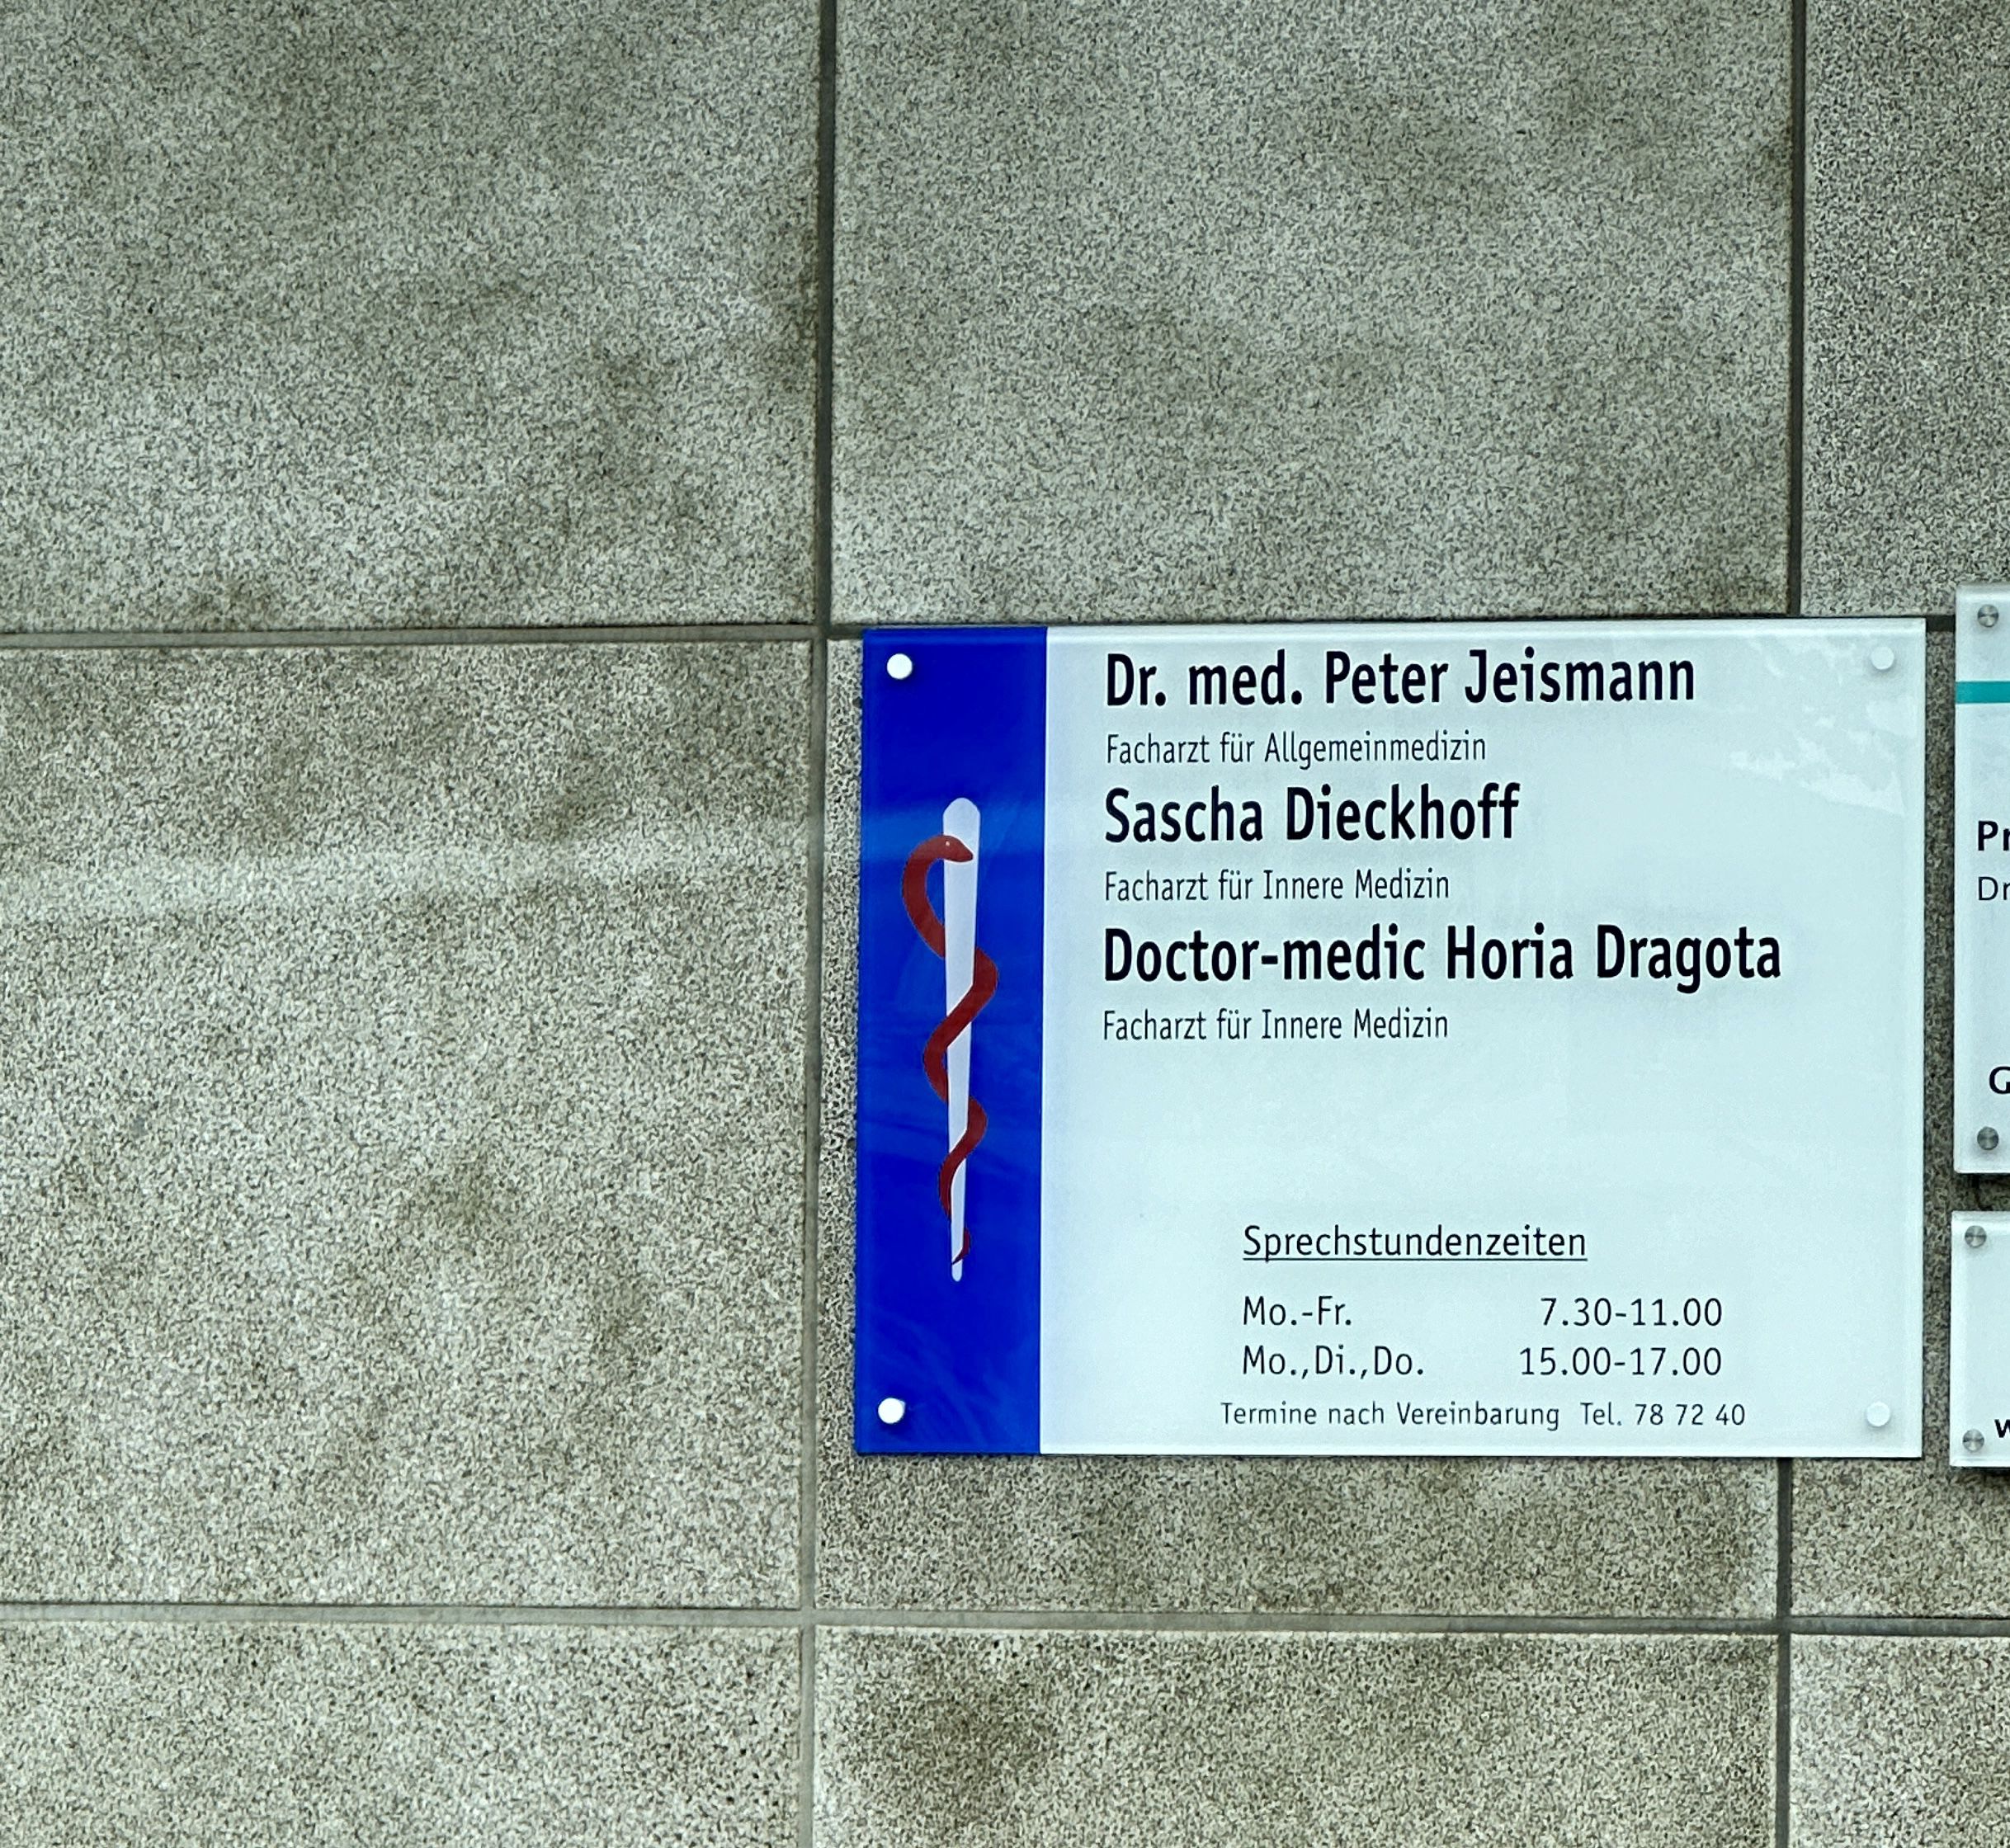 Dr. med. Peter Jeismann
Facharzt für Allgemeinmedizin
Sascha Dieckhoff
Facharzt für Innere Medizin
Doctor-medic Horia Dragota
Facharzt für Innere Medizin
Sprechstundenzeiten
Mo.-Fr. 7.30-11.00
Mo.,Di.,Do. 15.00-17.00
Termine nach Vereinbarung Tel. 78 72 40